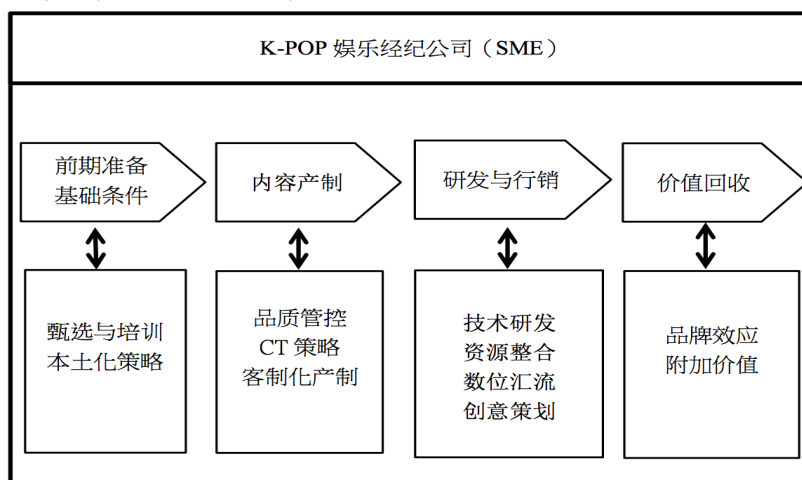 K-POP 娱乐经纪公司（SME）
前期准备
基础条件
内容产制
研发与行销
价值回收
甄选与培训
本土化策略
品质管控
CT 策略
客制化产制
技术研发
资源整合
数位汇流
创意策划
品牌效应
附加价值